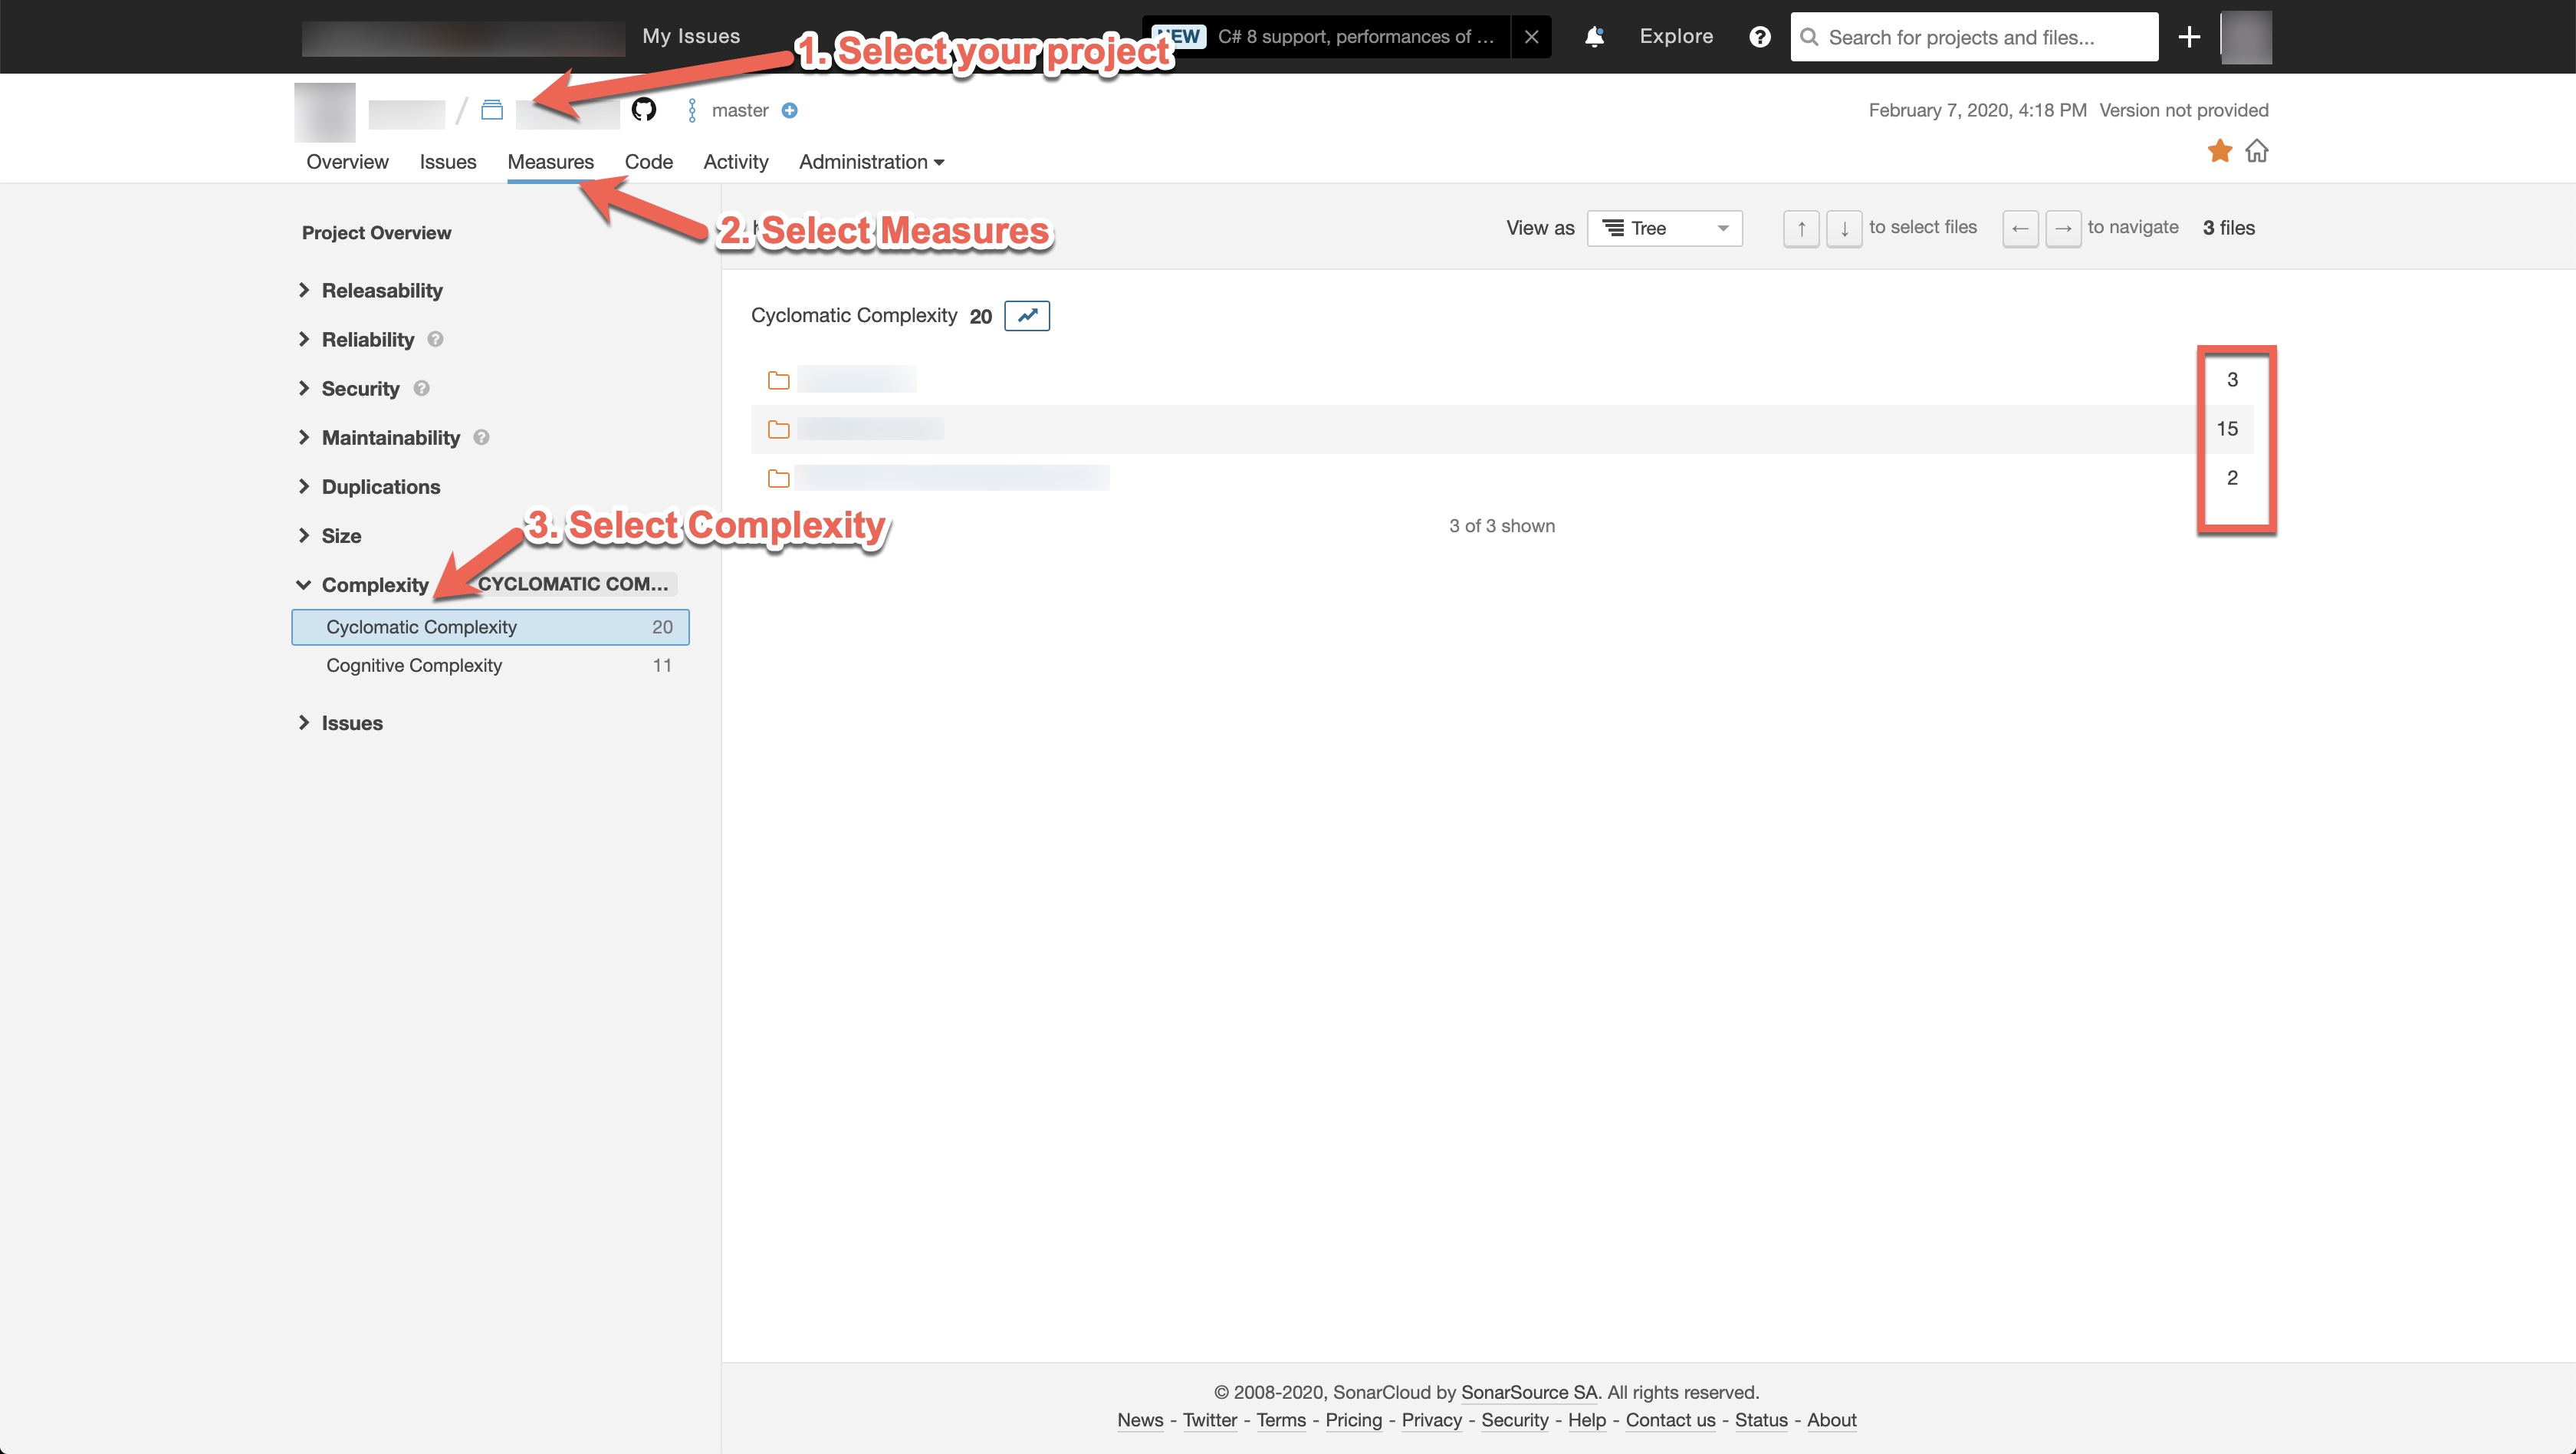 My Issues
1. Select your project
NEW C# 8 support, performances of ...
Explore
Search for projects and files...
master
February 7, 2020, 4:18 PM Version not provided
Overview Issues Measures Code Activity Administration
2. Select Measures
Project Overview
View as Tree
↑ ↓ to select files ← → to navigate 3 files
Releasability
Reliability ?
Security ?
Maintainability ?
Duplications
Size
Complexity CYCLOMATIC COM...
Cyclomatic Complexity 20
Cognitive Complexity 11
Issues
3. Select Complexity
Cyclomatic Complexity 20
3
15
2
3 of 3 shown
© 2008-2020, SonarCloud by SonarSource SA. All rights reserved.
News - Twitter - Terms - Pricing - Privacy - Security - Help - Contact us - Status - About